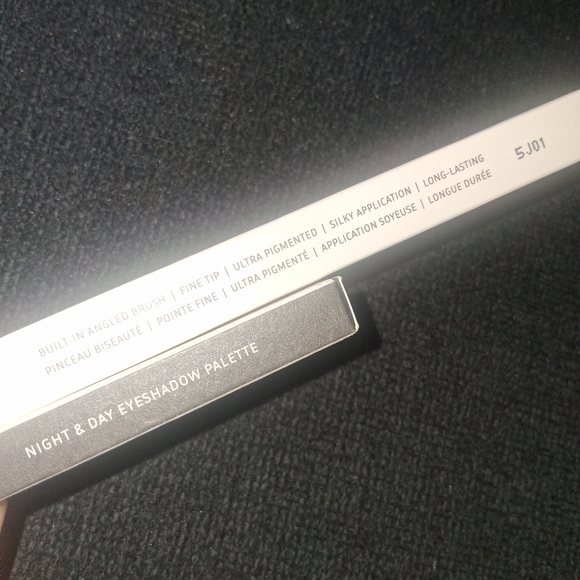 BUILT-IN ANGLED BRUSH | FINE TIP | ULTRA PIGMENTED | SILKY APPLICATION | LONG-LASTING
PINCEAU BISEAUTÉ | POINTE FINE | ULTRA PIGMENTÉ | APPLICATION SOYEUSE | LONGUE DURÉE
5J01
NIGHT & DAY EYESHADOW PALETTE